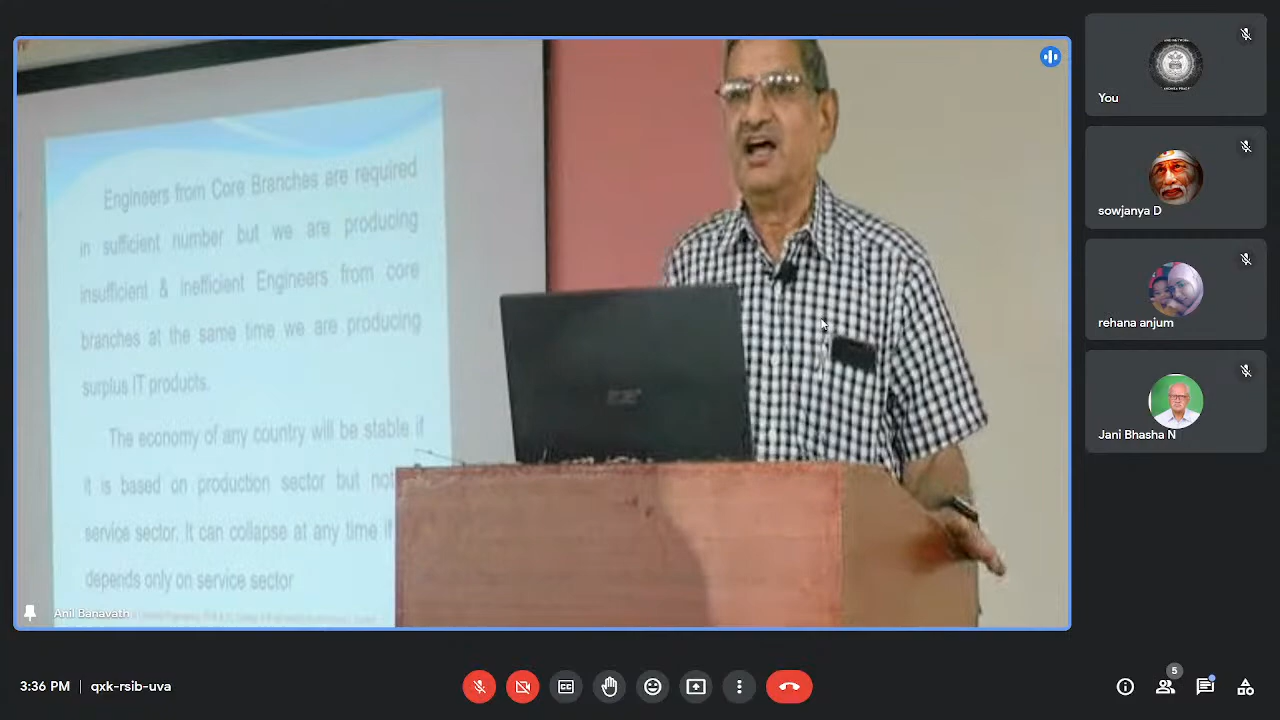 Engineers from Core Branches are required
in sufficient number but we are producing
insufficient & inefficient Engineers from core
branches at the same time we are producing
surplus IT products.
The economy of any country will be stable if
it is based on production sector but not
service sector. It can collapse at any time if
depends only on service sector
Anil Banavath
acer
You
sowjanya D
rehana anjum
Jani Bhasha N
3:36 PM
qxk-rsib-uva
5